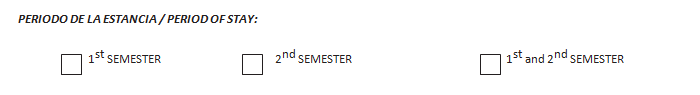 PERIODO DE LA ESTANCIA / PERIOD OF STAY:
1st SEMESTER 2nd SEMESTER 1st and 2nd SEMESTER